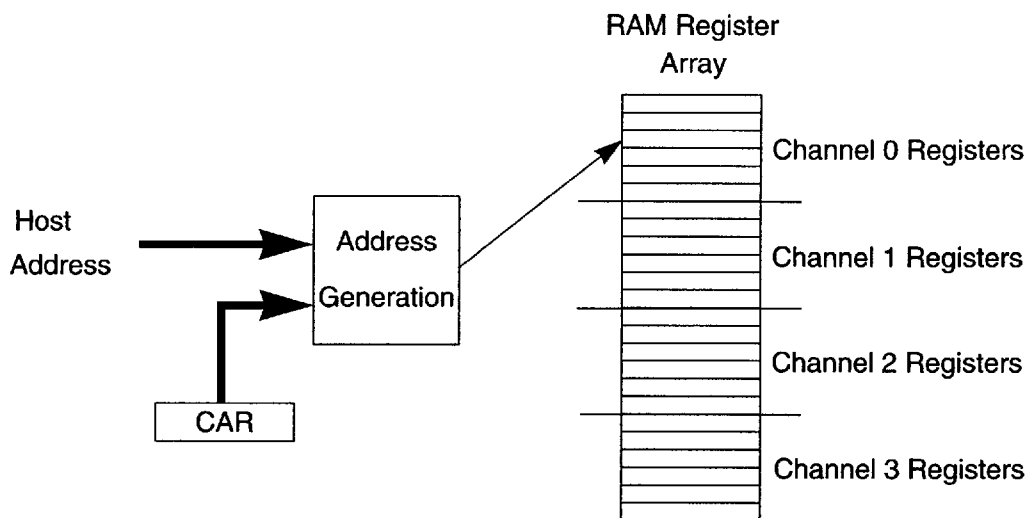 RAM Register
Array
Channel 0 Registers
Host
Address
Address
Generation
Channel 1 Registers
Channel 2 Registers
CAR
Channel 3 Registers